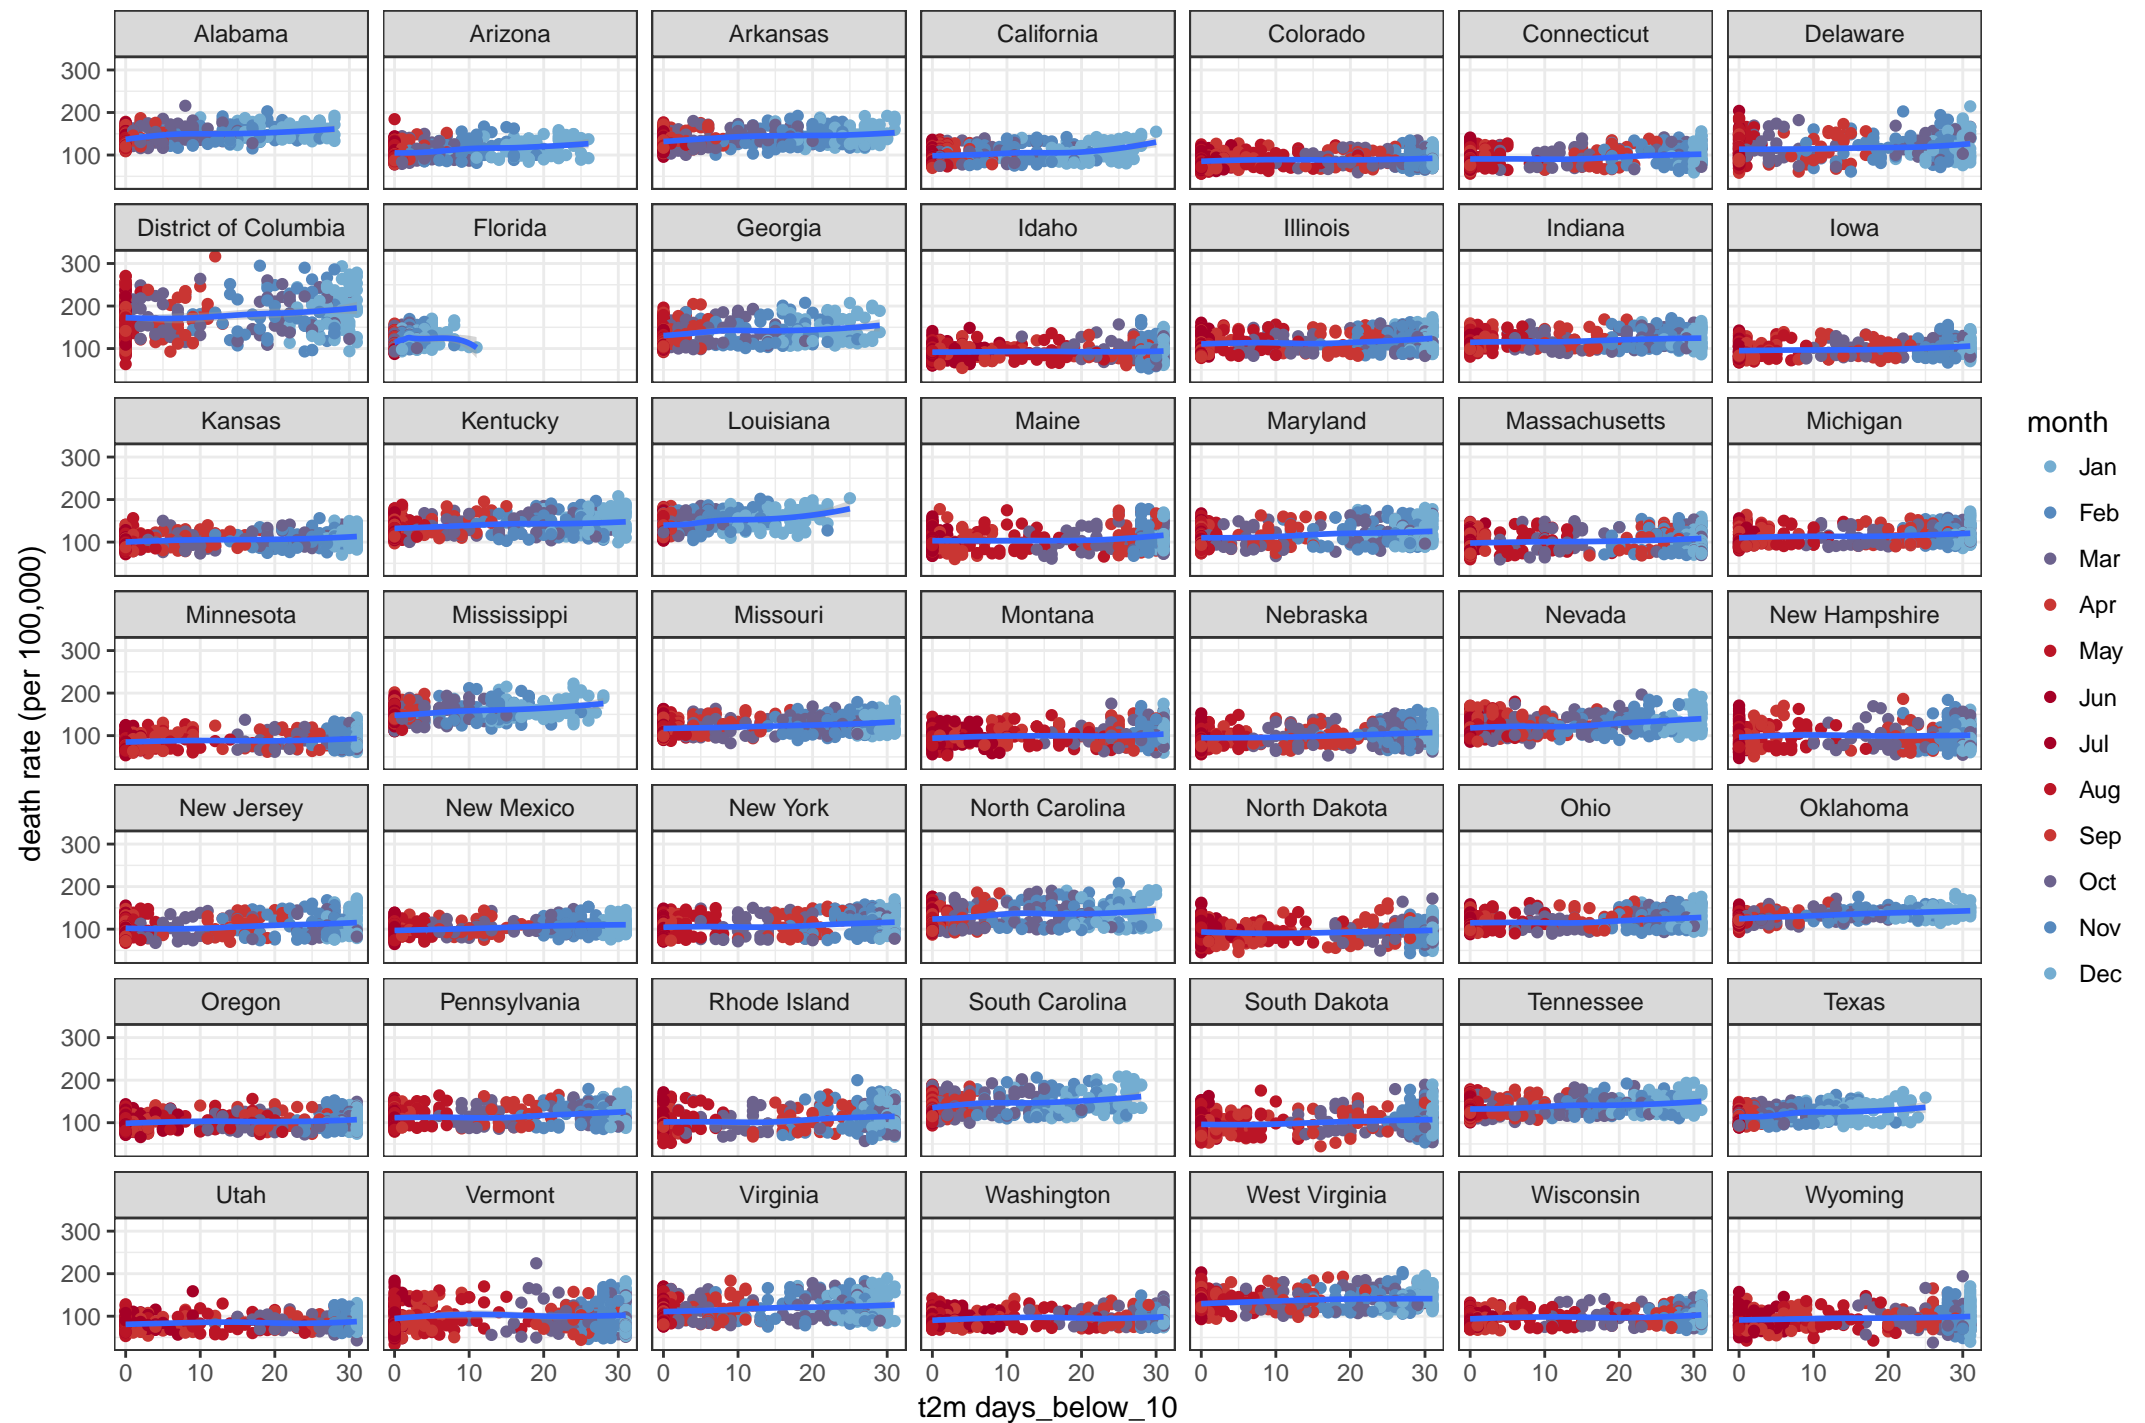 Alabama Arizona Arkansas California Colorado Connecticut Delaware
300
200
100
District of Columbia Florida Georgia Idaho Illinois Indiana Iowa
300
200
100
Kansas Kentucky Louisiana Maine Maryland Massachusetts Michigan
300
200
100
Minnesota Mississippi Missouri Montana Nebraska Nevada New Hampshire
300
200
100
New Jersey New Mexico New York North Carolina North Dakota Ohio Oklahoma
300
200
100
Oregon Pennsylvania Rhode Island South Carolina South Dakota Tennessee Texas
300
200
100
Utah Vermont Virginia Washington West Virginia Wisconsin Wyoming
300
200
100
0 10 20 30 0 10 20 30 0 10 20 30 0 10 20 30 0 10 20 30 0 10 20 30 0 10 20 30
t2m days_below_10
death rate (per 100,000)
month
Jan
Feb
Mar
Apr
May
Jun
Jul
Aug
Sep
Oct
Nov
Dec